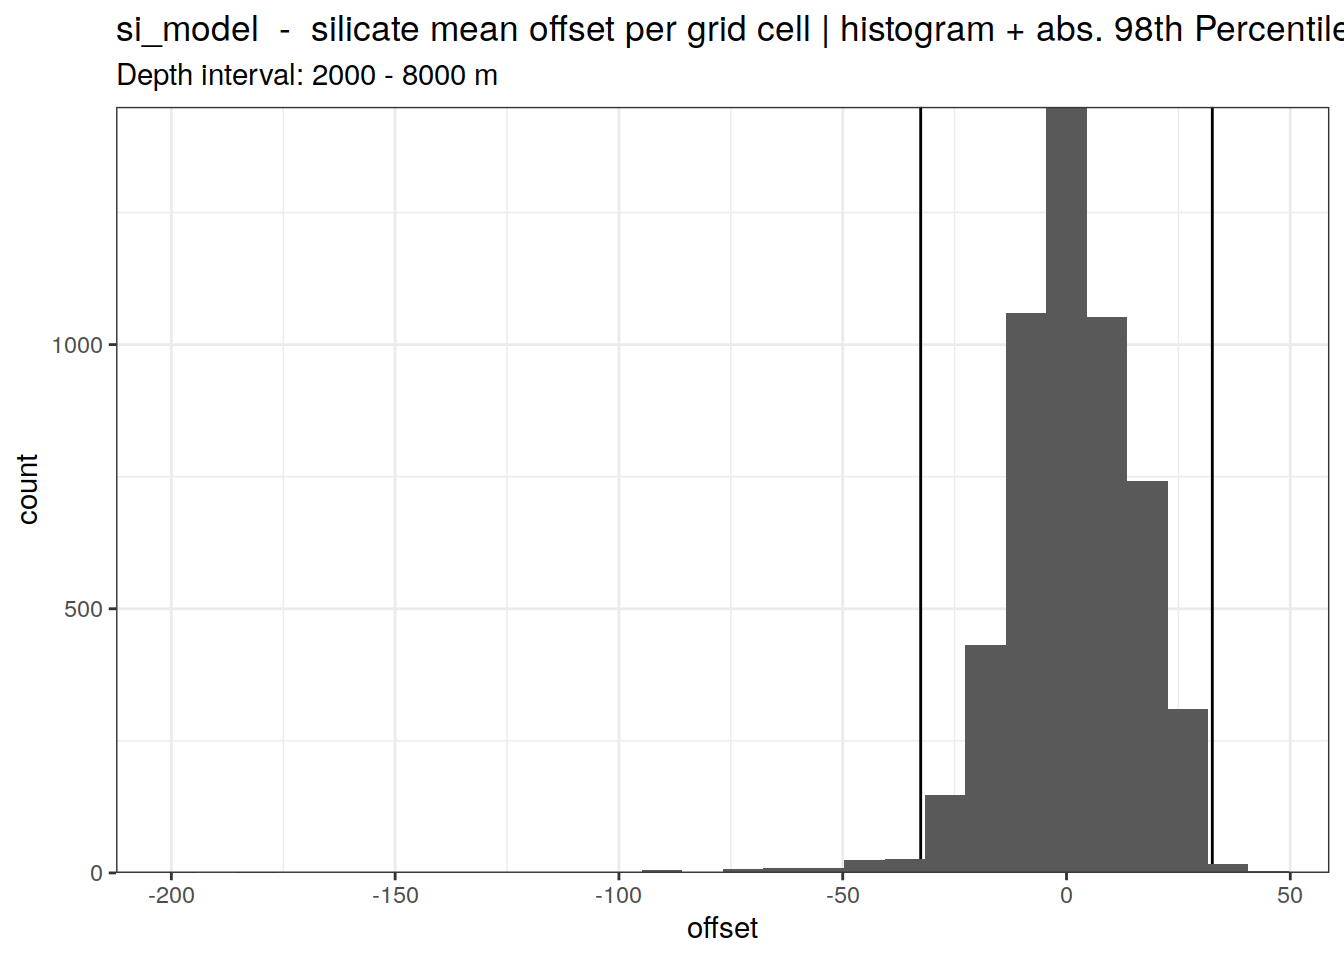 si_model - silicate mean offset per grid cell | histogram + abs. 98th Percentile
Depth interval: 2000 - 8000 m
count
1000
500
0
-200 -150 -100 -50 0 50
offset